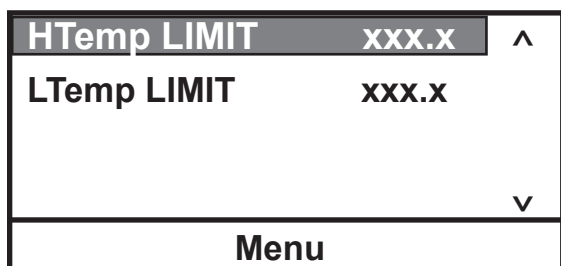 HTemp LIMIT xxx.x ^
LTemp LIMIT xxx.x
v
Menu